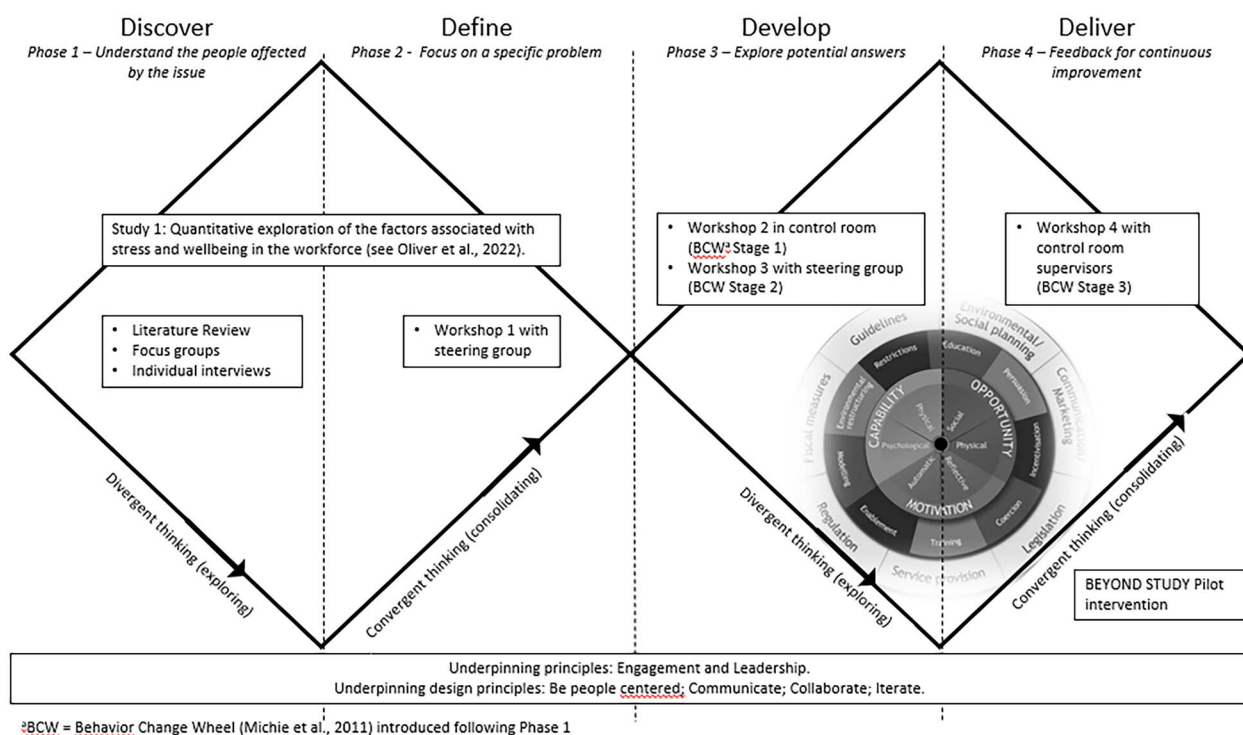 Discover
Phase 1 – Understand the people affected
by the issue
Define
Phase 2 - Focus on a specific problem
Develop
Phase 3 – Explore potential answers
Deliver
Phase 4 – Feedback for continuous
improvement
Study 1: Quantitative exploration of the factors associated with
stress and wellbeing in the workforce (see Oliver et al., 2022).
• Literature Review
• Focus groups
• Individual interviews
• Workshop 1 with
steering group
• Workshop 2 in control room
(BCWª Stage 1)
• Workshop 3 with steering group
(BCW Stage 2)
• Workshop 4 with
control room
supervisors
(BCW Stage 3)
Guidelines
Environmental/
Social planning
Communication/
Marketing
Legislation
Service provision
Regulation
Fiscal measures
Restrictions
Education
Persuasion
Incentivisation
Coercion
Training
Enablement
Modelling
Environmental
restructuring
CAPABILITY
OPPORTUNITY
MOTIVATION
Physical
Social
Psychological
Physical
Automatic
Reflective
Divergent thinking (exploring)
Convergent thinking (consolidating)
Divergent thinking (exploring)
Convergent thinking (consolidating)
BEYOND STUDY Pilot
intervention
Underpinning principles: Engagement and Leadership.
Underpinning design principles: Be people centered; Communicate; Collaborate; Iterate.
ªBCW = Behavior Change Wheel (Michie et al., 2011) introduced following Phase 1